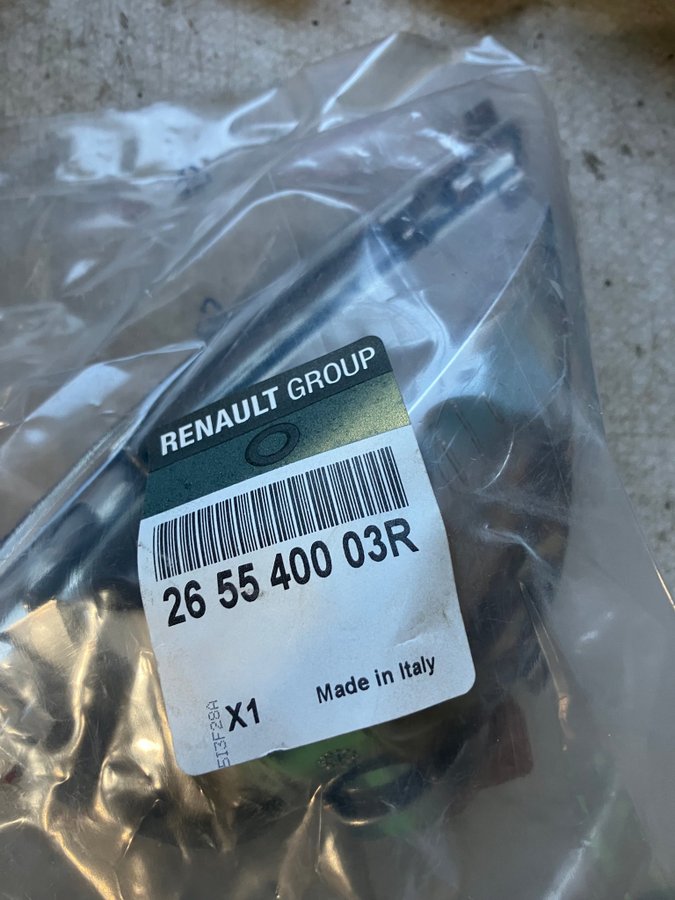 RENAULT GROUP
26 55 400 03R
X1
Made in Italy
5I3F28A